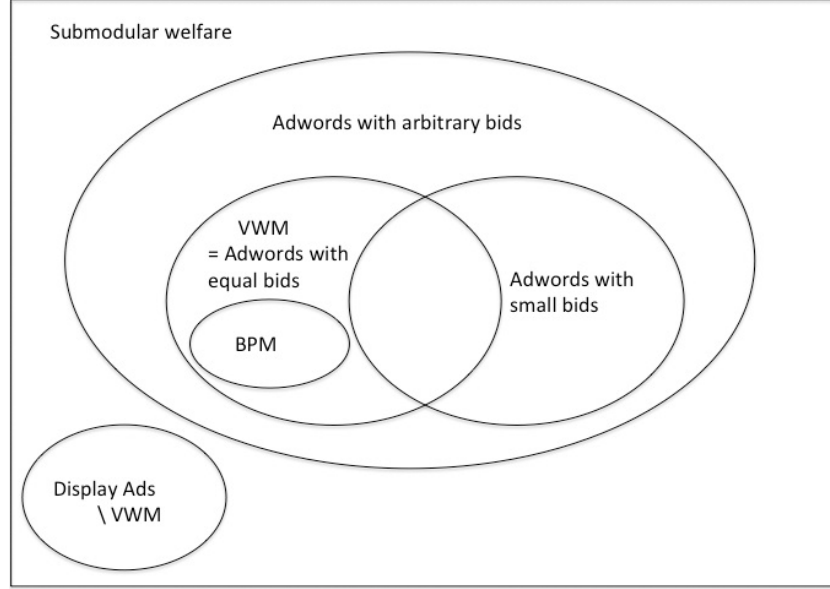 Submodular welfare
Adwords with arbitrary bids
VWM
= Adwords with
equal bids
Adwords with
small bids
BPM
Display Ads
\ VWM